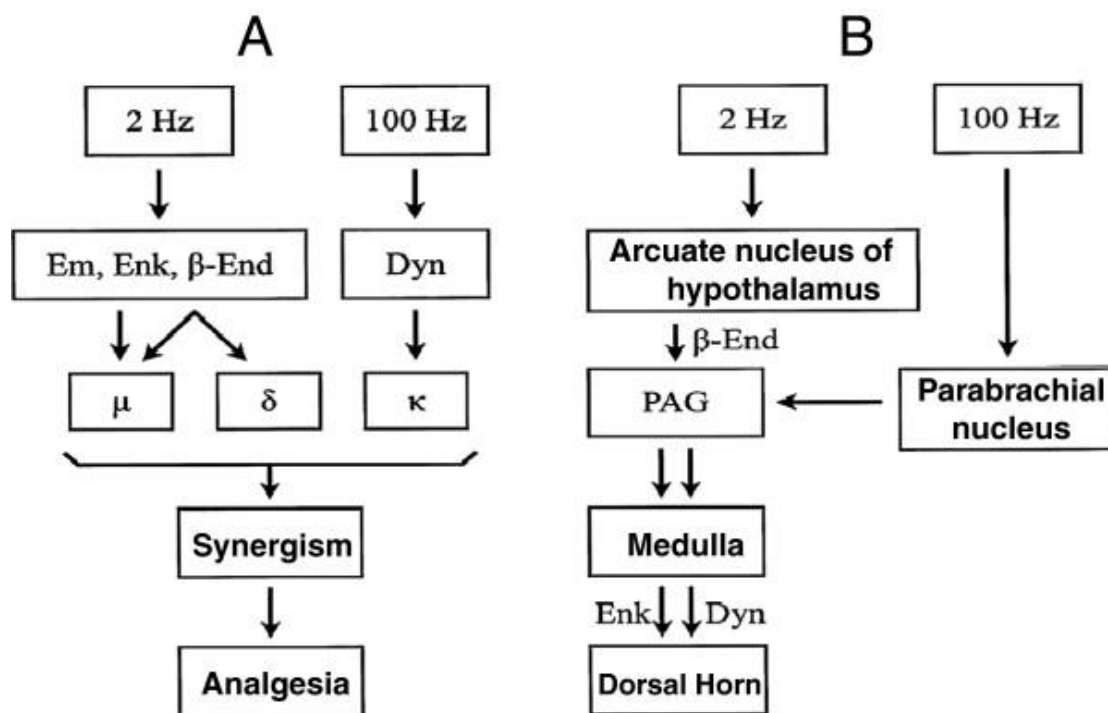 A
2 Hz
100 Hz
Em, Enk, β-End
Dyn
μ
δ
κ
Synergism
Analgesia
B
2 Hz
100 Hz
Arcuate nucleus of
hypothalamus
β-End
PAG
Parabrachial
nucleus
Medulla
Enk
Dyn
Dorsal Horn